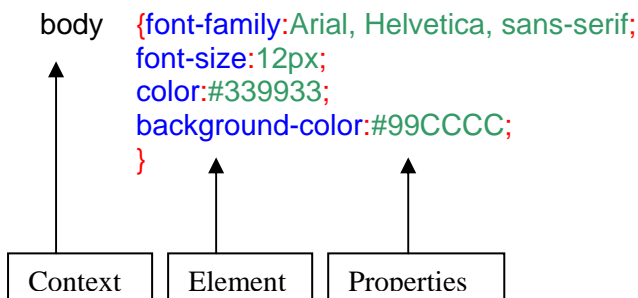 body {font-family:Arial, Helvetica, sans-serif;
font-size:12px;
color:#339933;
background-color:#99CCCC;
}
Context Element Properties